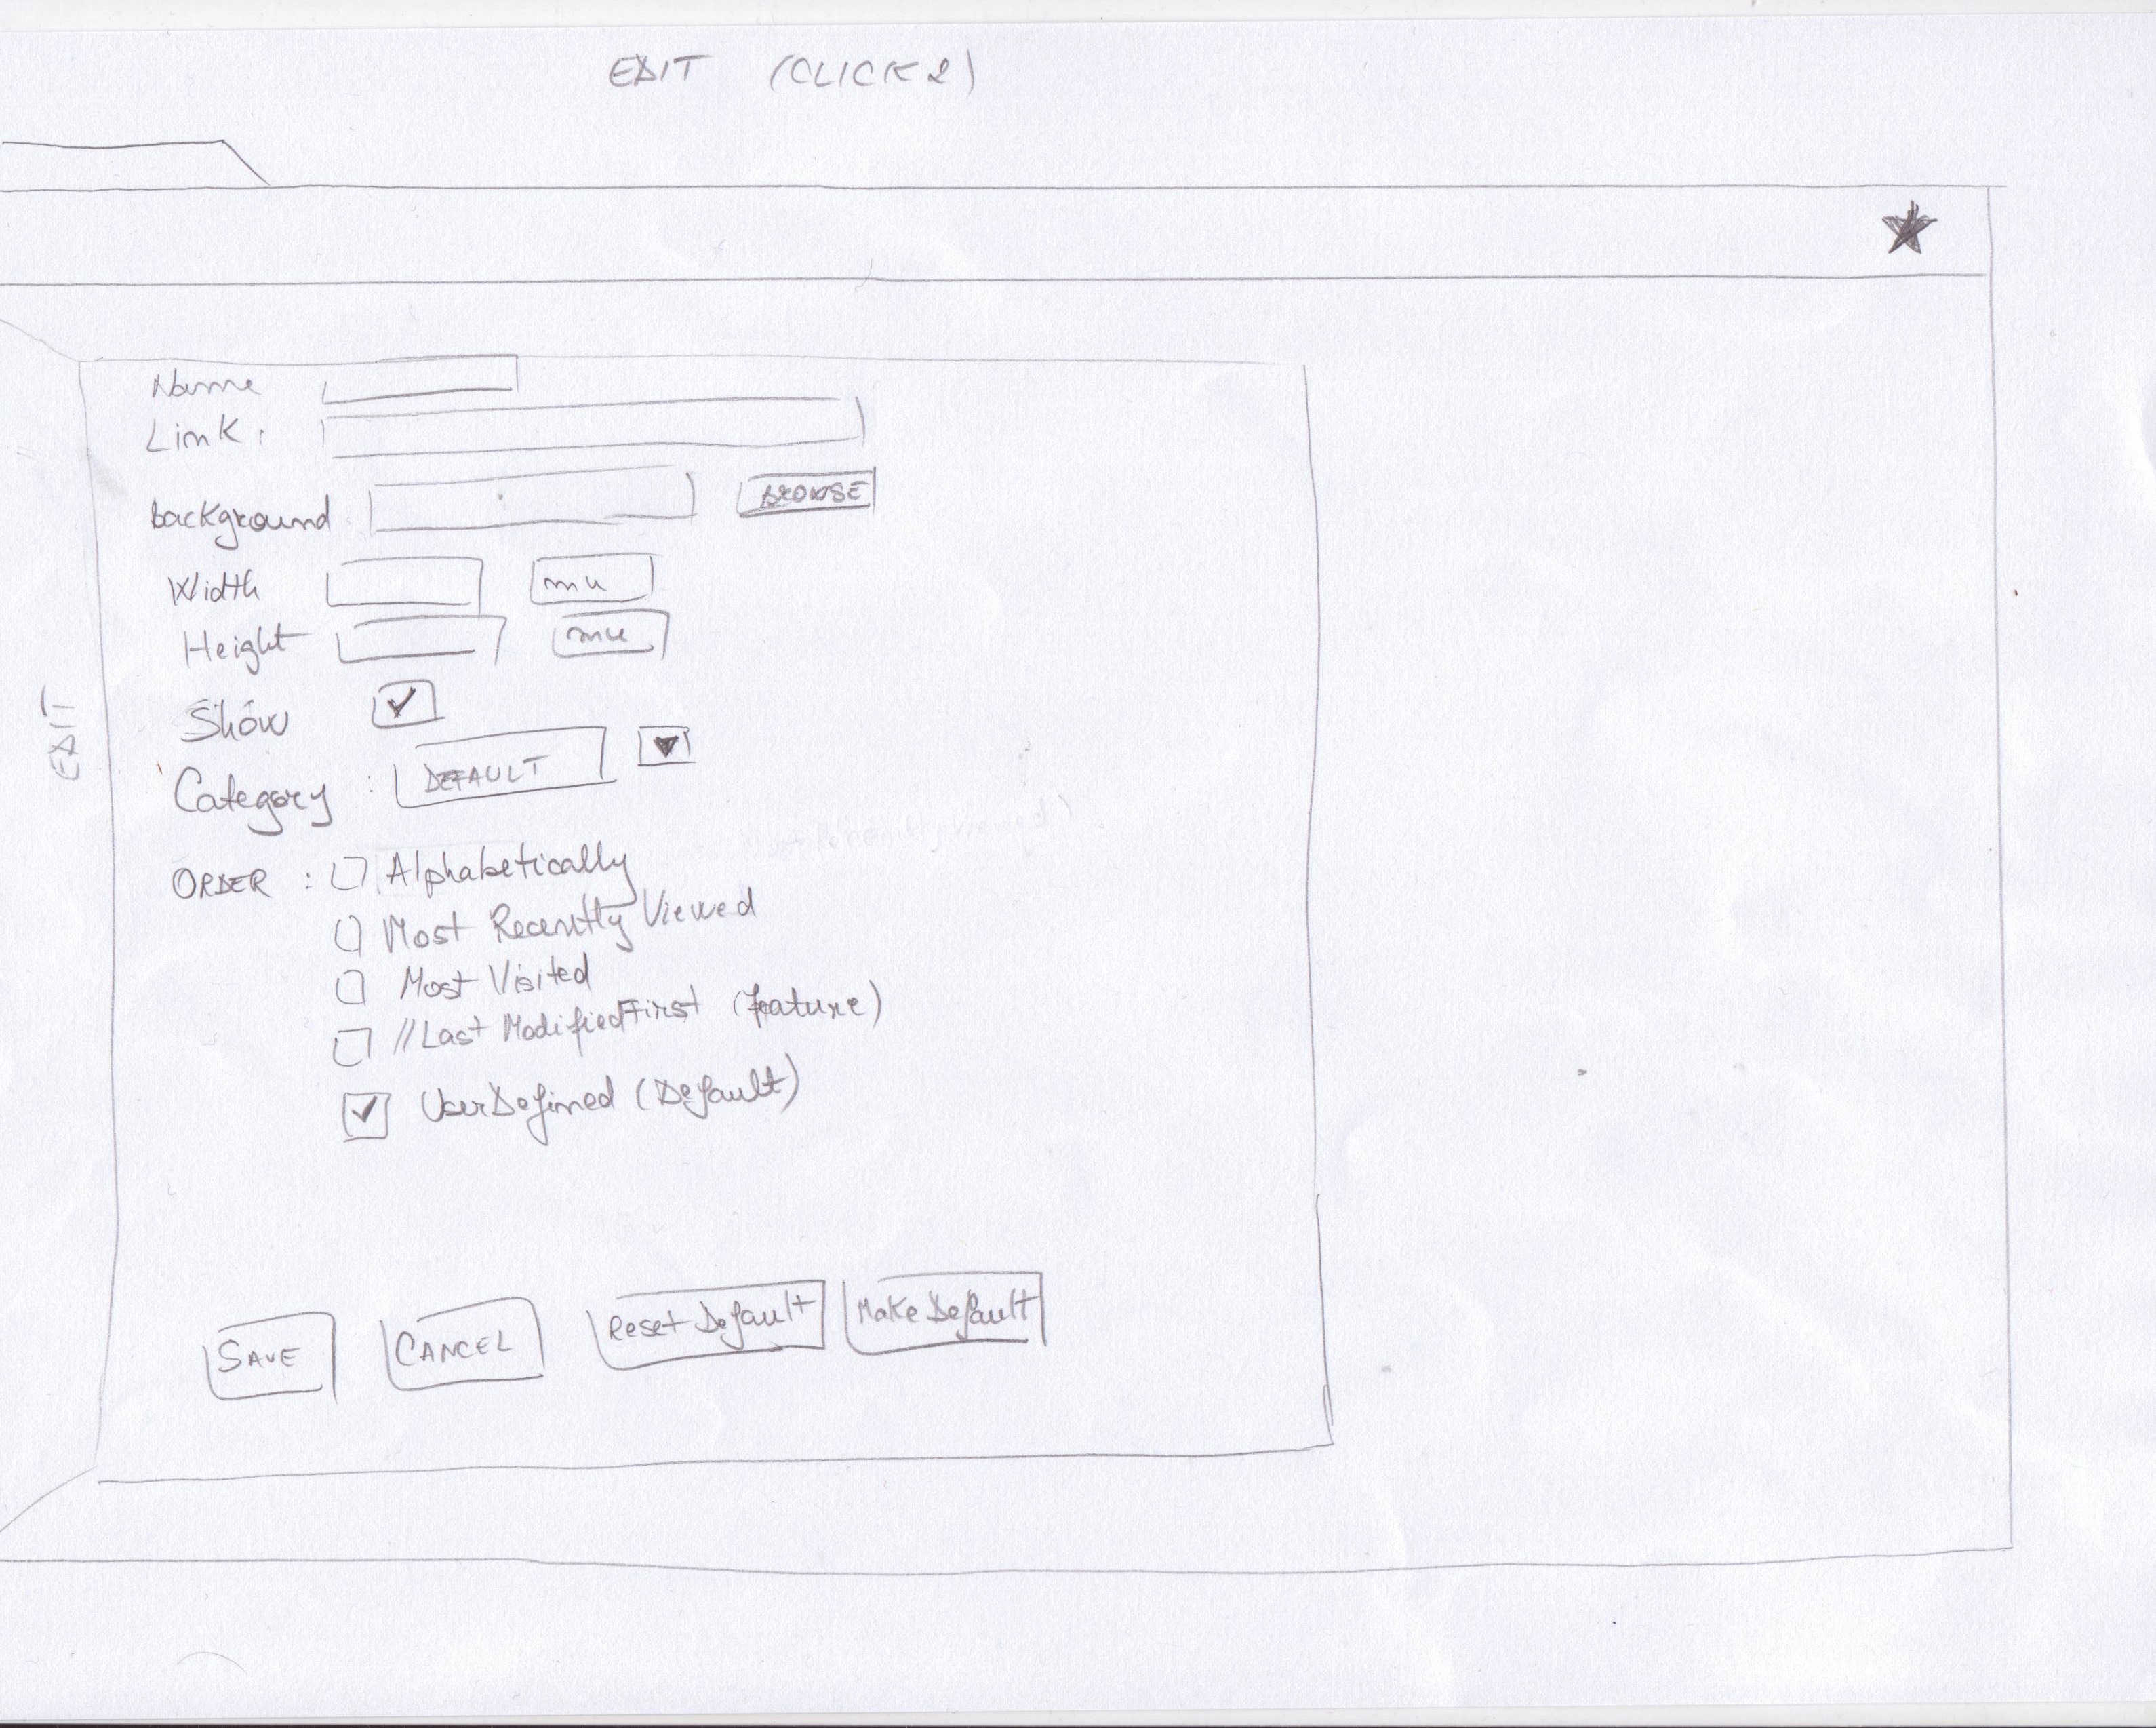 EDIT (CLICK 2)
Name
Link :
background BROWSE
Width mu
Height mu
Show
Category : DEFAULT
ORDER : Alphabetically
Most Recently Viewed
Most Visited
//Last ModifiedFirst (feature)
UserDefined (Default)
EDIT
SAVE CANCEL Reset Default Make Default